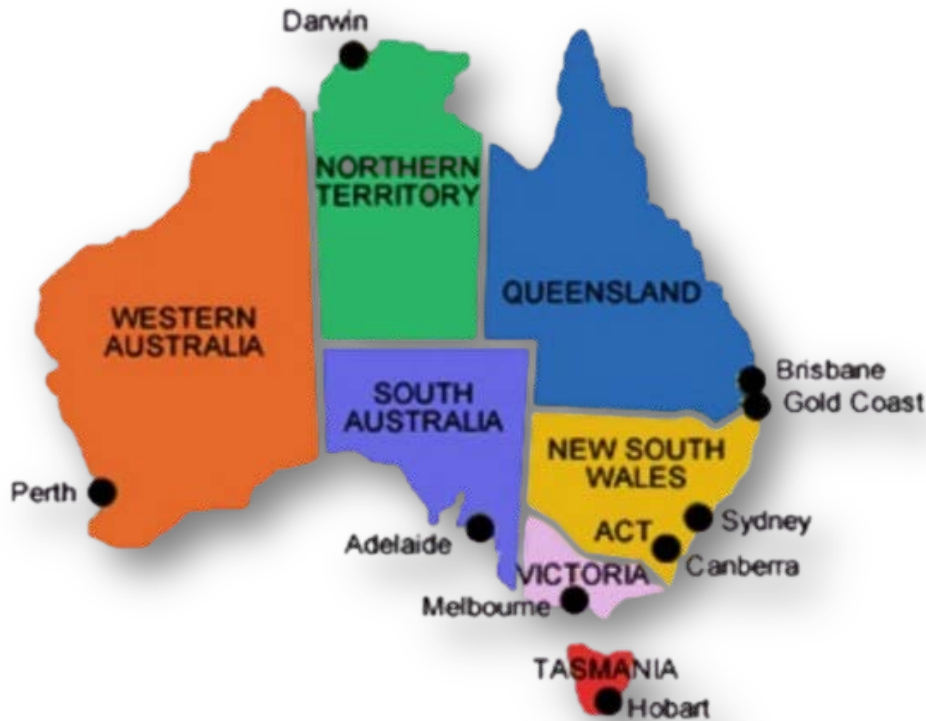 Darwin
NORTHERN
TERRITORY
QUEENSLAND
WESTERN
AUSTRALIA
Brisbane
SOUTH
AUSTRALIA
Gold Coast
NEW SOUTH
WALES
Perth
Adelaide
ACT
Sydney
Canberra
VICTORIA
Melbourne
TASMANIA
Hobart